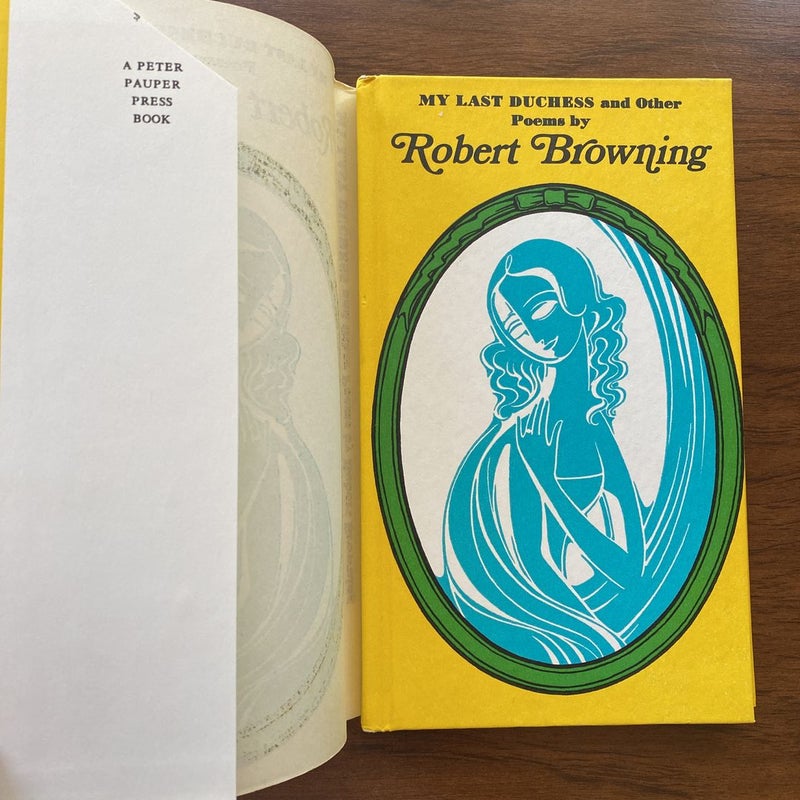 A PETER
PAUPER
PRESS
BOOK
MY LAST DUCHESS and Other
Poems by
Robert Browning